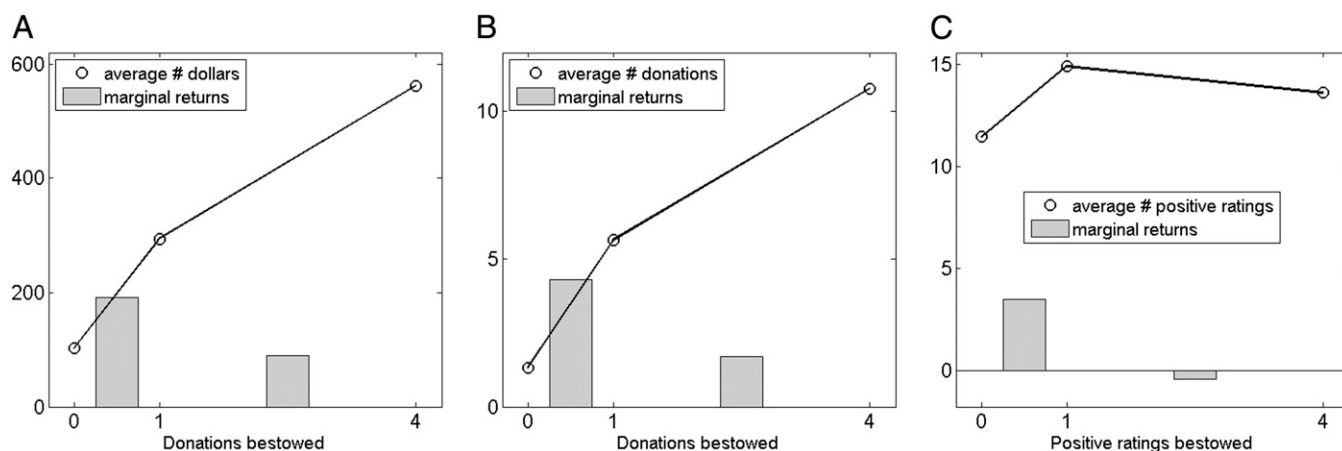 A
600
400
200
0
average # dollars
marginal returns
0 1 4
Donations bestowed
B
10
5
0
average # donations
marginal returns
0 1 4
Donations bestowed
C
15
10
5
0
average # positive ratings
marginal returns
0 1 4
Positive ratings bestowed